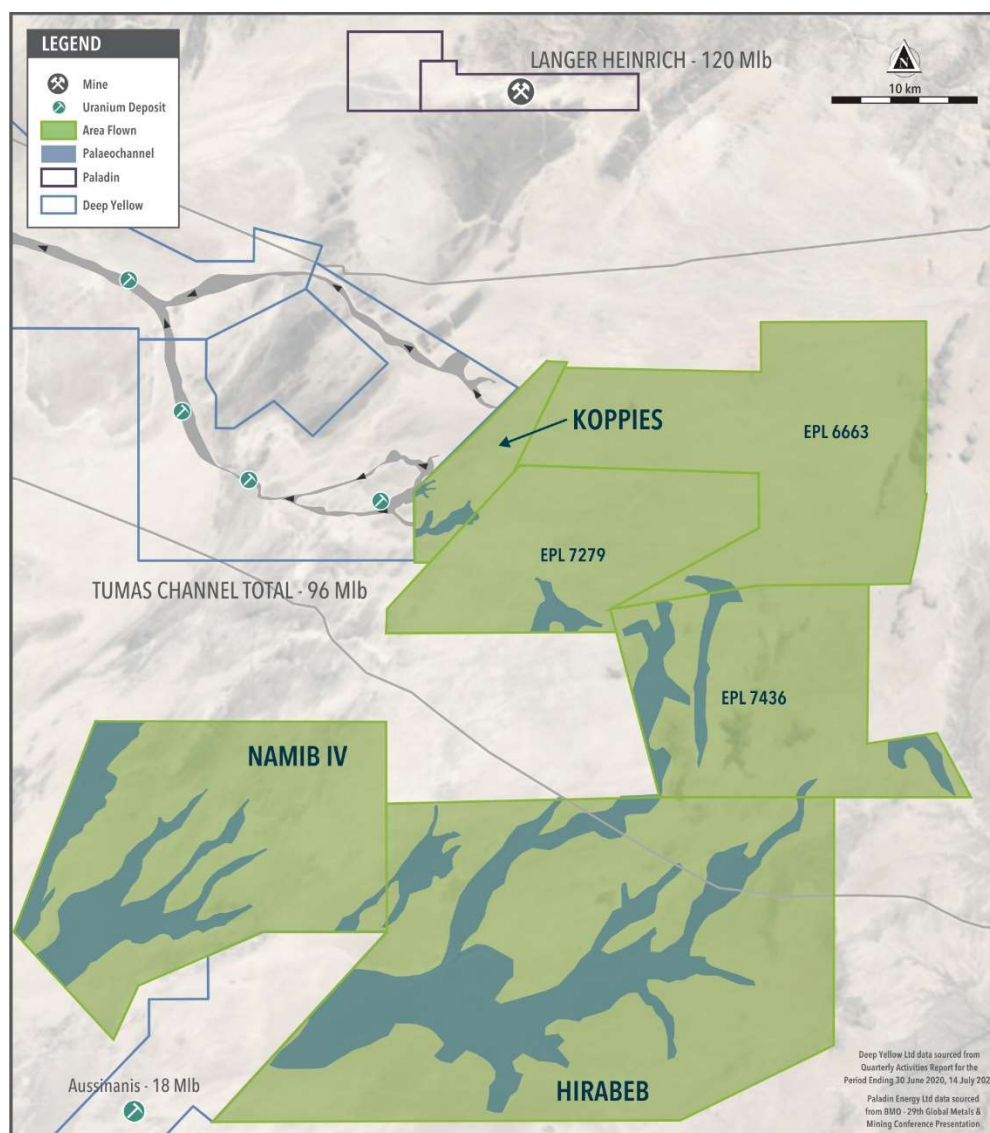 LEGEND
Mine
Uranium Deposit
Area Flown
Palaeochannel
Paladin
Deep Yellow
LANGER HEINRICH - 120 Mlb
N
10 km
KOPPIES
EPL 6663
EPL 7279
TUMAS CHANNEL TOTAL - 96 Mlb
EPL 7436
NAMIB IV
HIRABEB
Aussinanis - 18 Mlb
Deep Yellow Ltd data sourced from
Quarterly Activities Report for the
Period Ending 30 June 2020, 14 July 202
Paladin Energy Ltd data sourced
from BMO - 29th Global Metals &
Mining Conference Presentation